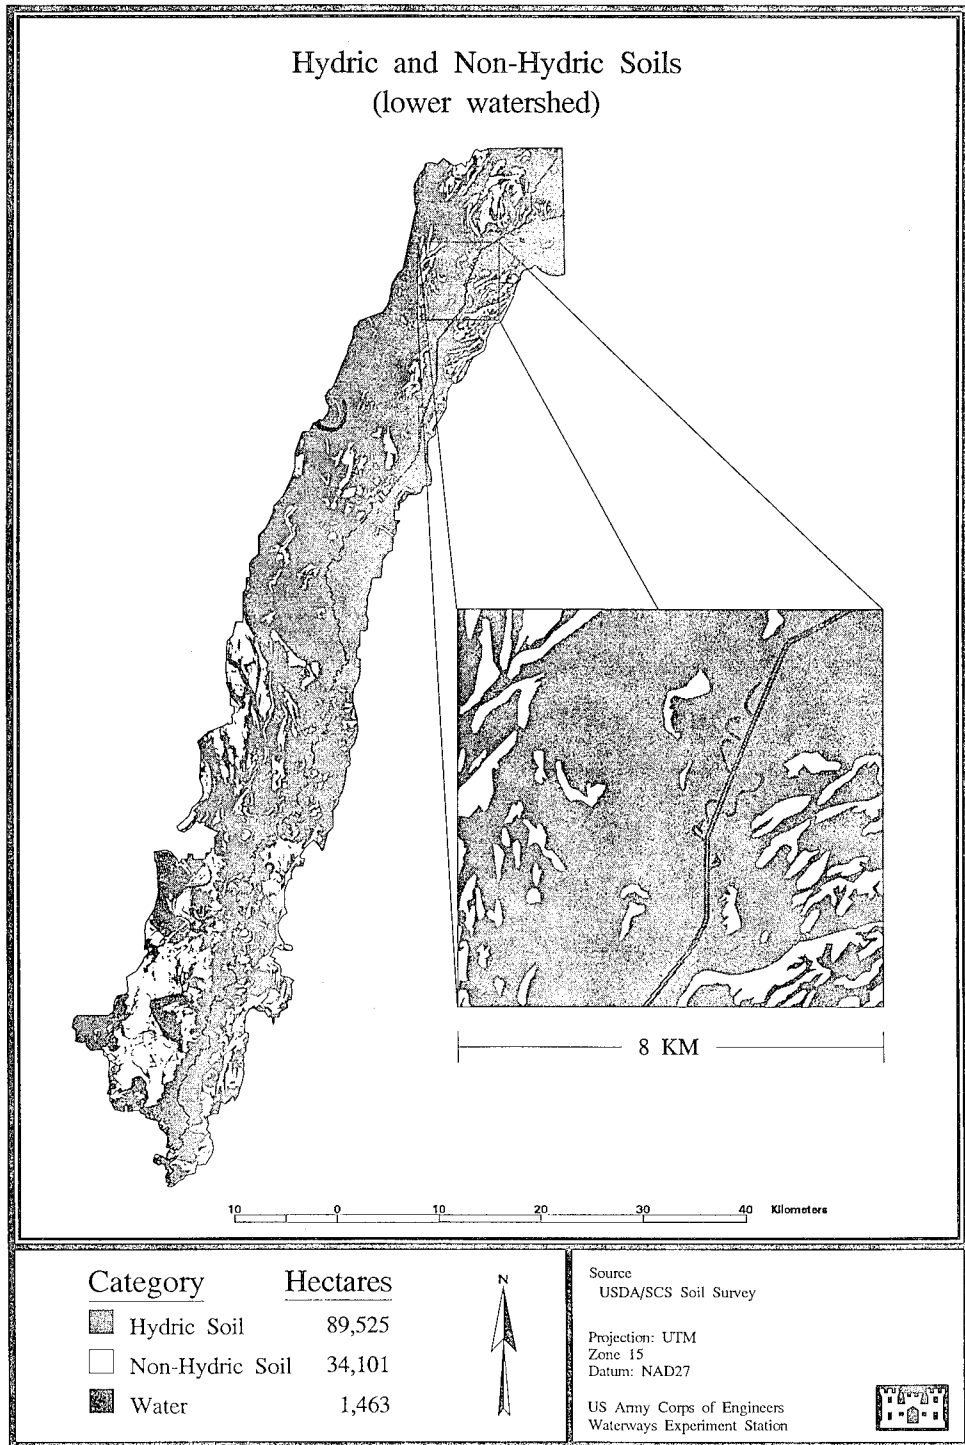 Hydric and Non-Hydric Soils
(lower watershed)
8 KM
10 0 10 20 30 40 Kilometers
Category Hectares
Hydric Soil 89,525
Non-Hydric Soil 34,101
Water 1,463
N
Source
USDA/SCS Soil Survey
Projection: UTM
Zone 15
Datum: NAD27
US Army Corps of Engineers
Waterways Experiment Station